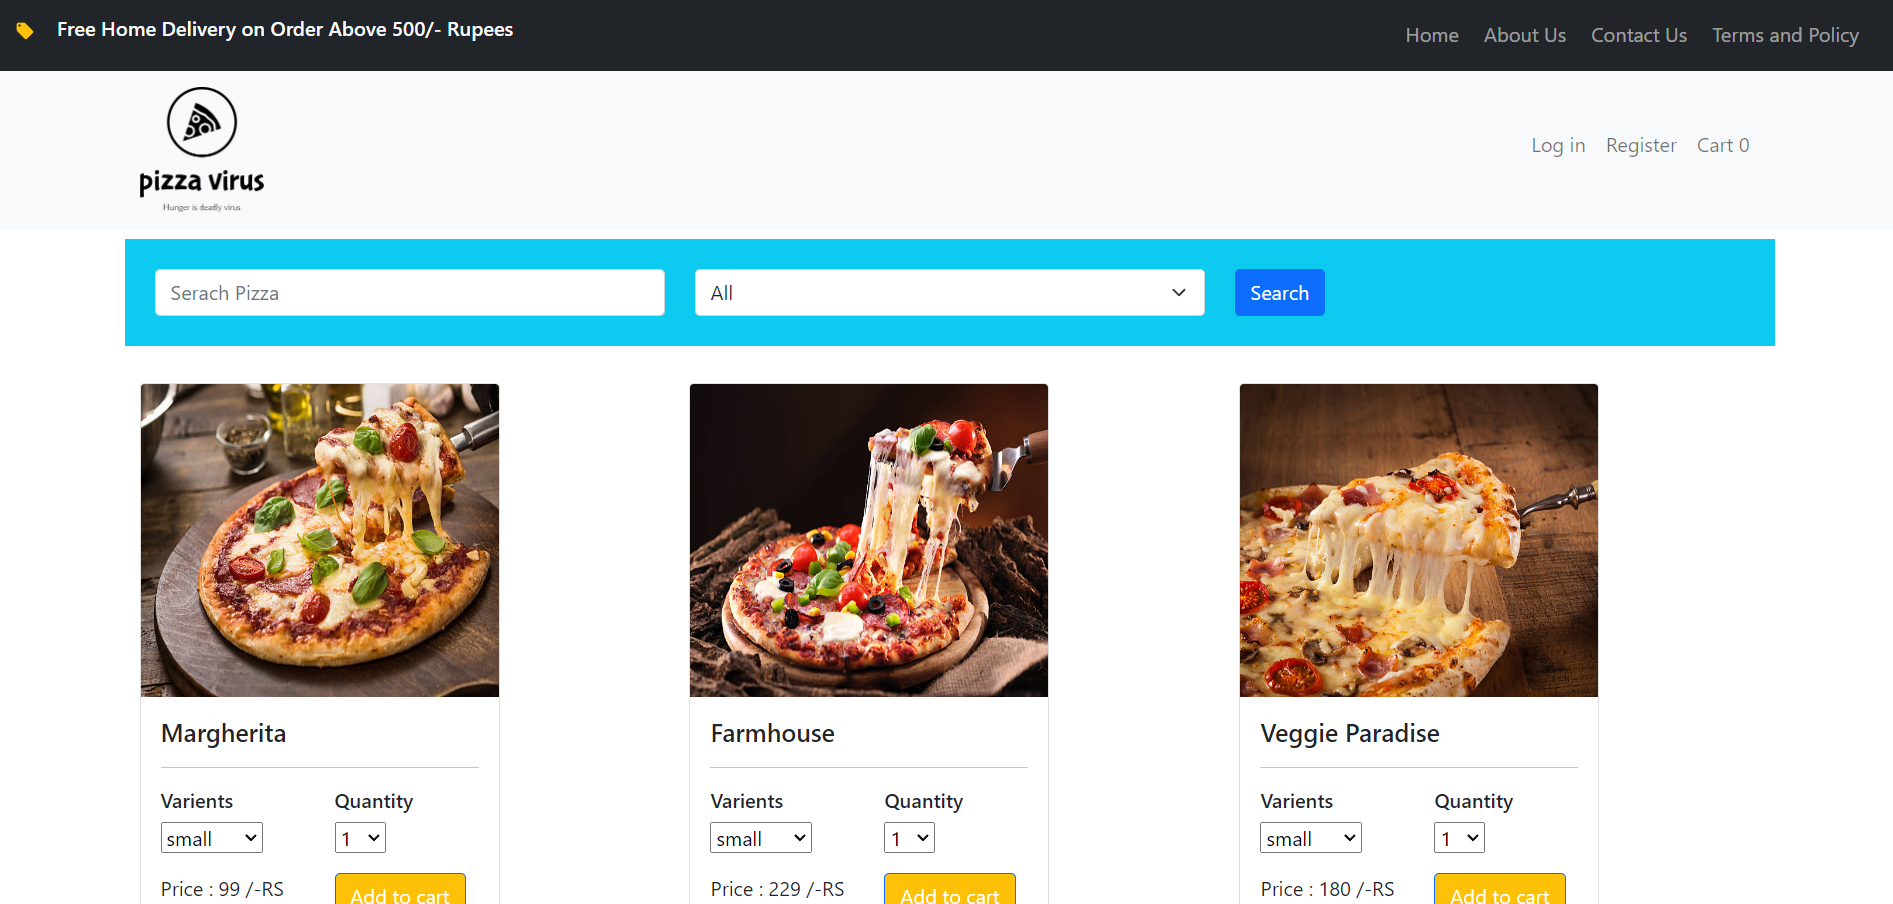 Free Home Delivery on Order Above 500/- Rupees
Home About Us Contact Us Terms and Policy
pizza virus
Hunger is deadly virus
Log in Register Cart 0
Serach Pizza All Search
Margherita
Varients Quantity
small 1
Price : 99 /-RS Add to cart
Farmhouse
Varients Quantity
small 1
Price : 229 /-RS Add to cart
Veggie Paradise
Varients Quantity
small 1
Price : 180 /-RS Add to cart